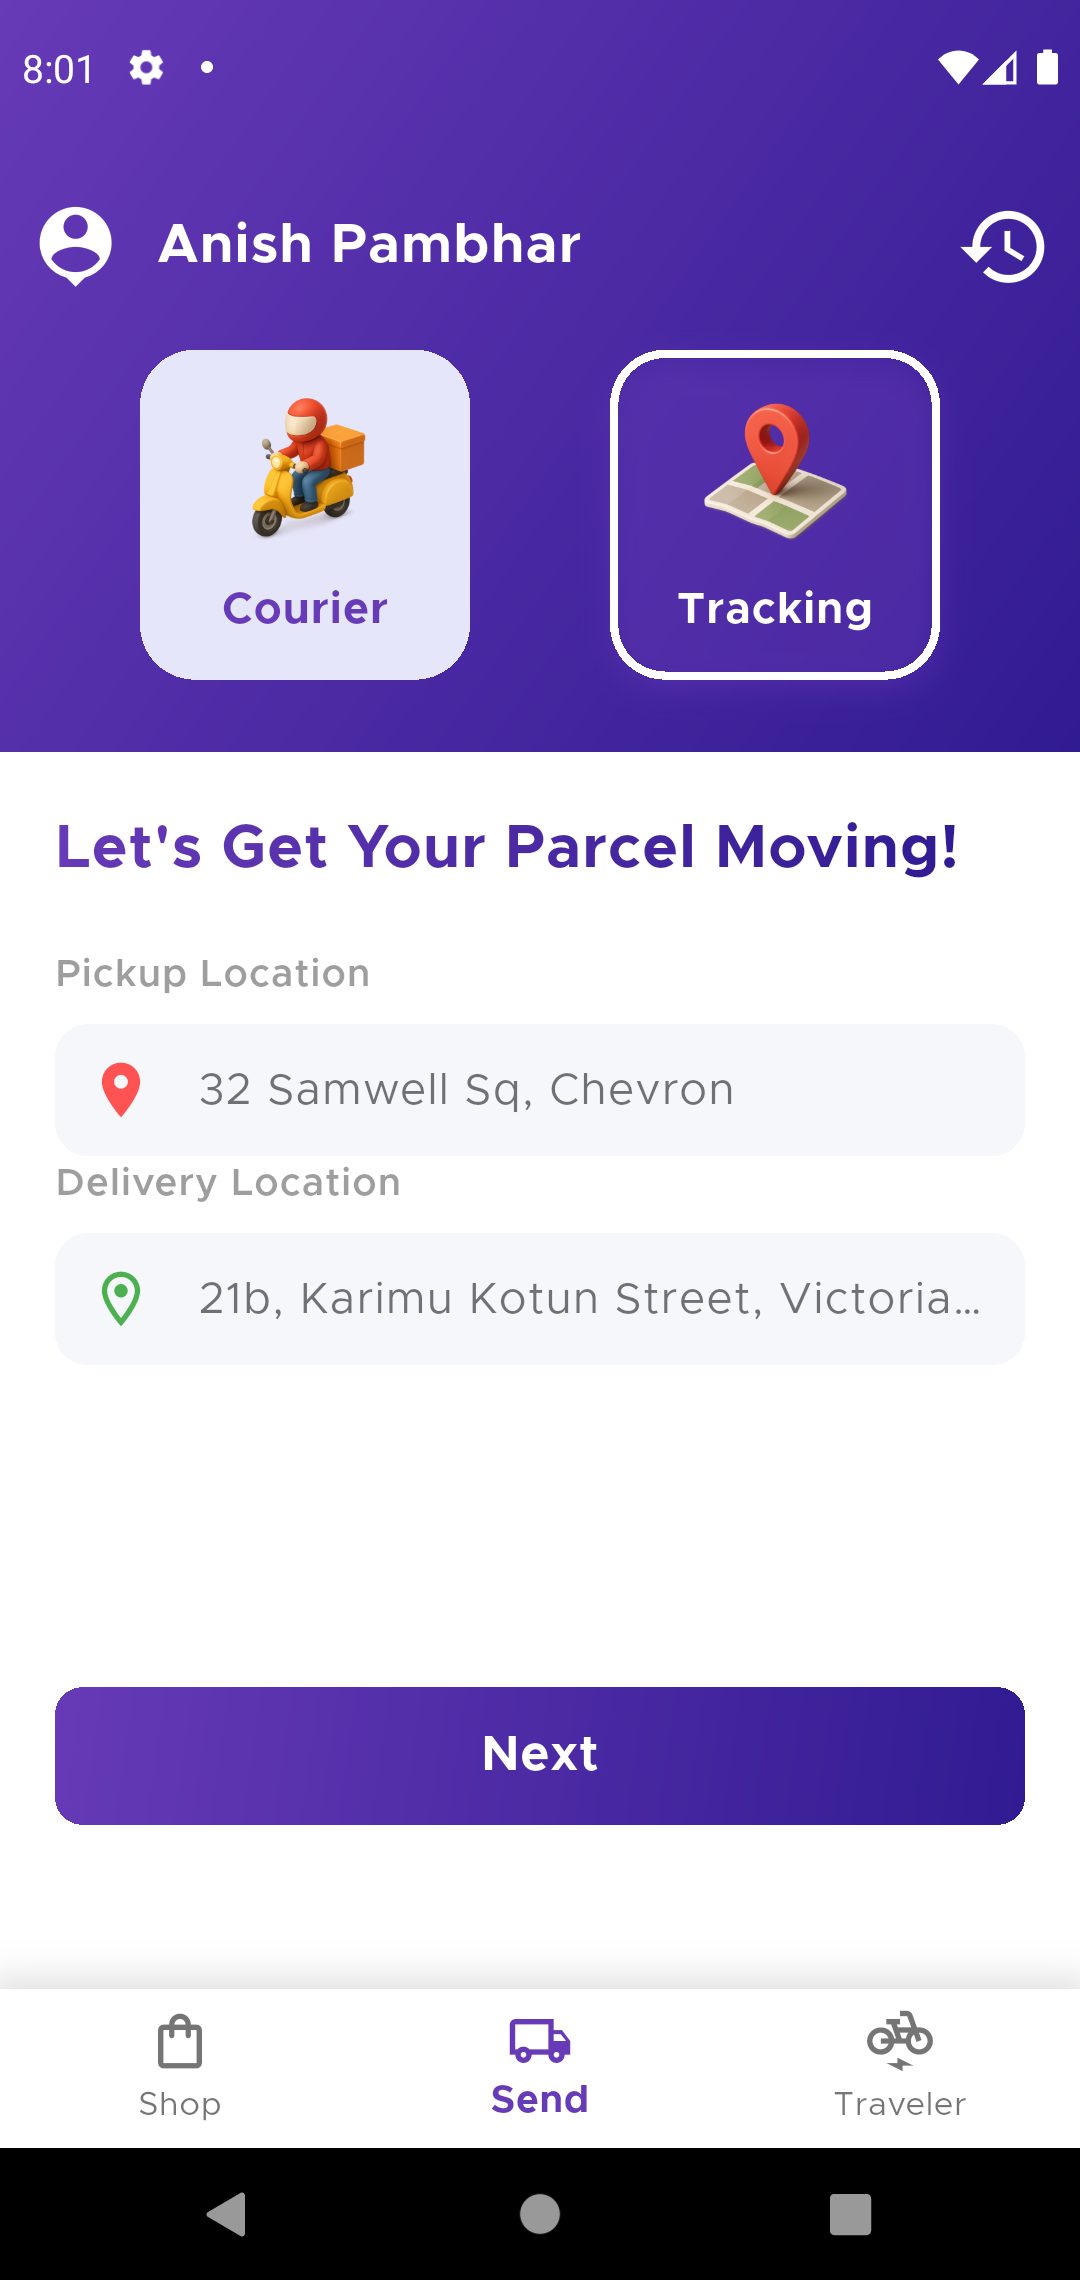 8:01
Anish Pambhar
Courier
Tracking
Let's Get Your Parcel Moving!
Pickup Location
32 Samwell Sq, Chevron
Delivery Location
21b, Karimu Kotun Street, Victoria...
Next
Shop
Send
Traveler